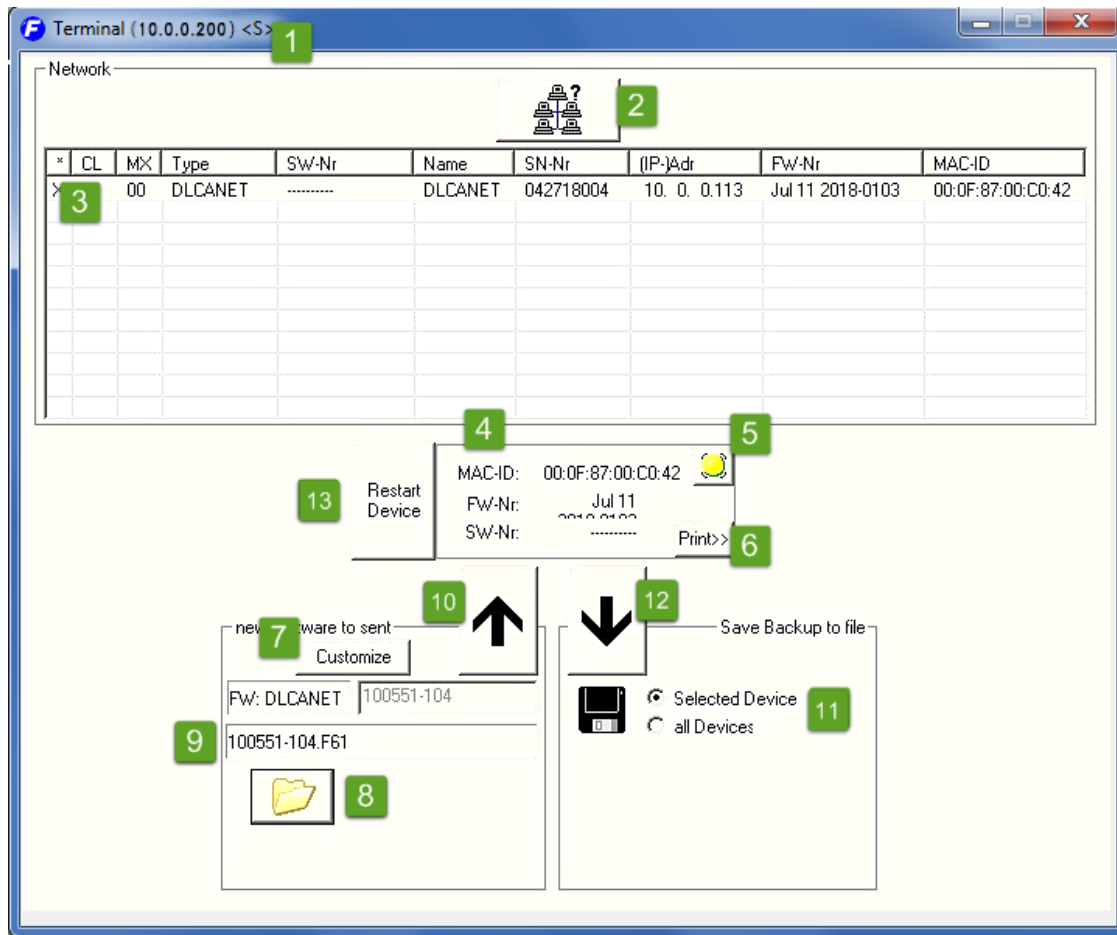 Terminal (10.0.0.200) <S>
1
Network
?
2
* CL MX Type SW-Nr Name SN-Nr (IP-)Adr FW-Nr MAC-ID
X 00 DLCANET ---------- DLCANET 042718004 10. 0. 0.113 Jul 11 2018-0103 00:0F:87:00:C0:42
3
4
5
13
Restart
Device
MAC-ID: 00:0F:87:00:C0:42
FW-Nr: Jul 11
SW-Nr: ----------
Print>>
6
10
12
new ware to sent
7
Customize
FW: DLCANET 100551-104
9
100551-104.F61
8
Save Backup to file
Selected Device
all Devices
11